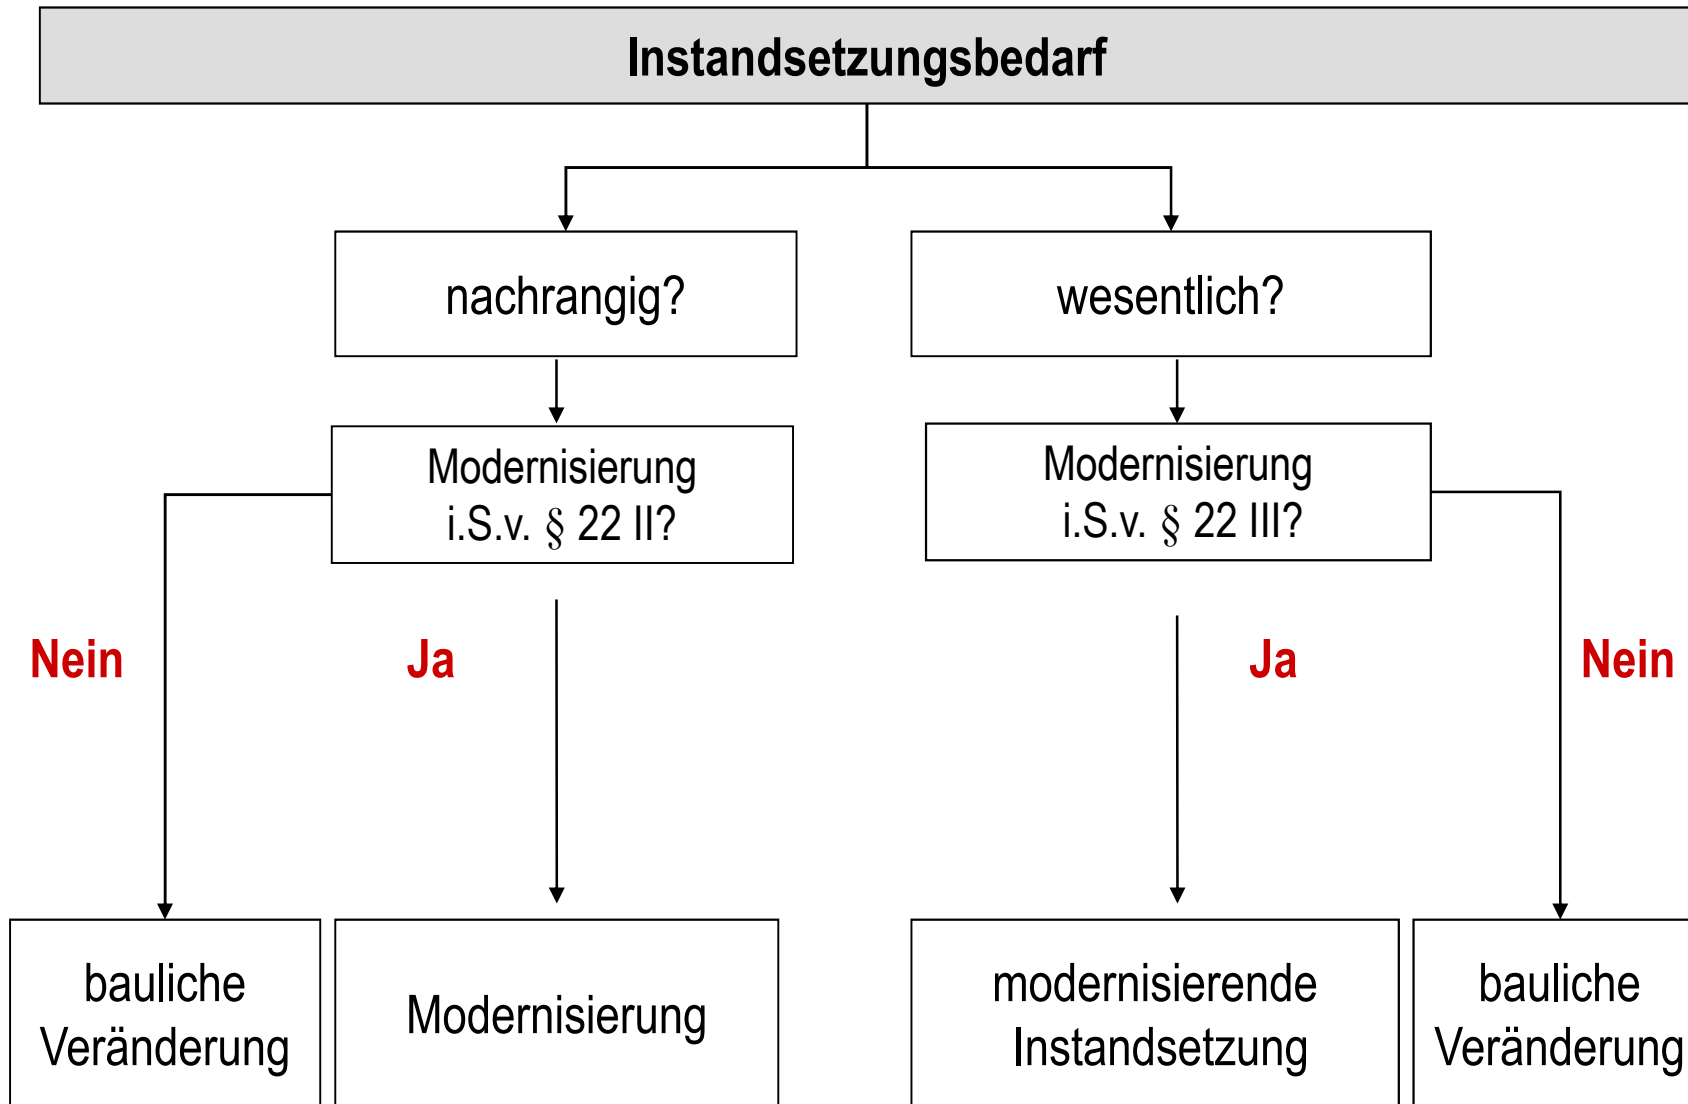 Instandsetzungsbedarf
nachrangig?
wesentlich?
Modernisierung
i.S.v. § 22 II?
Modernisierung
i.S.v. § 22 III?
Nein
Ja
Ja
Nein
bauliche
Veränderung
Modernisierung
modernisierende
Instandsetzung
bauliche
Veränderung